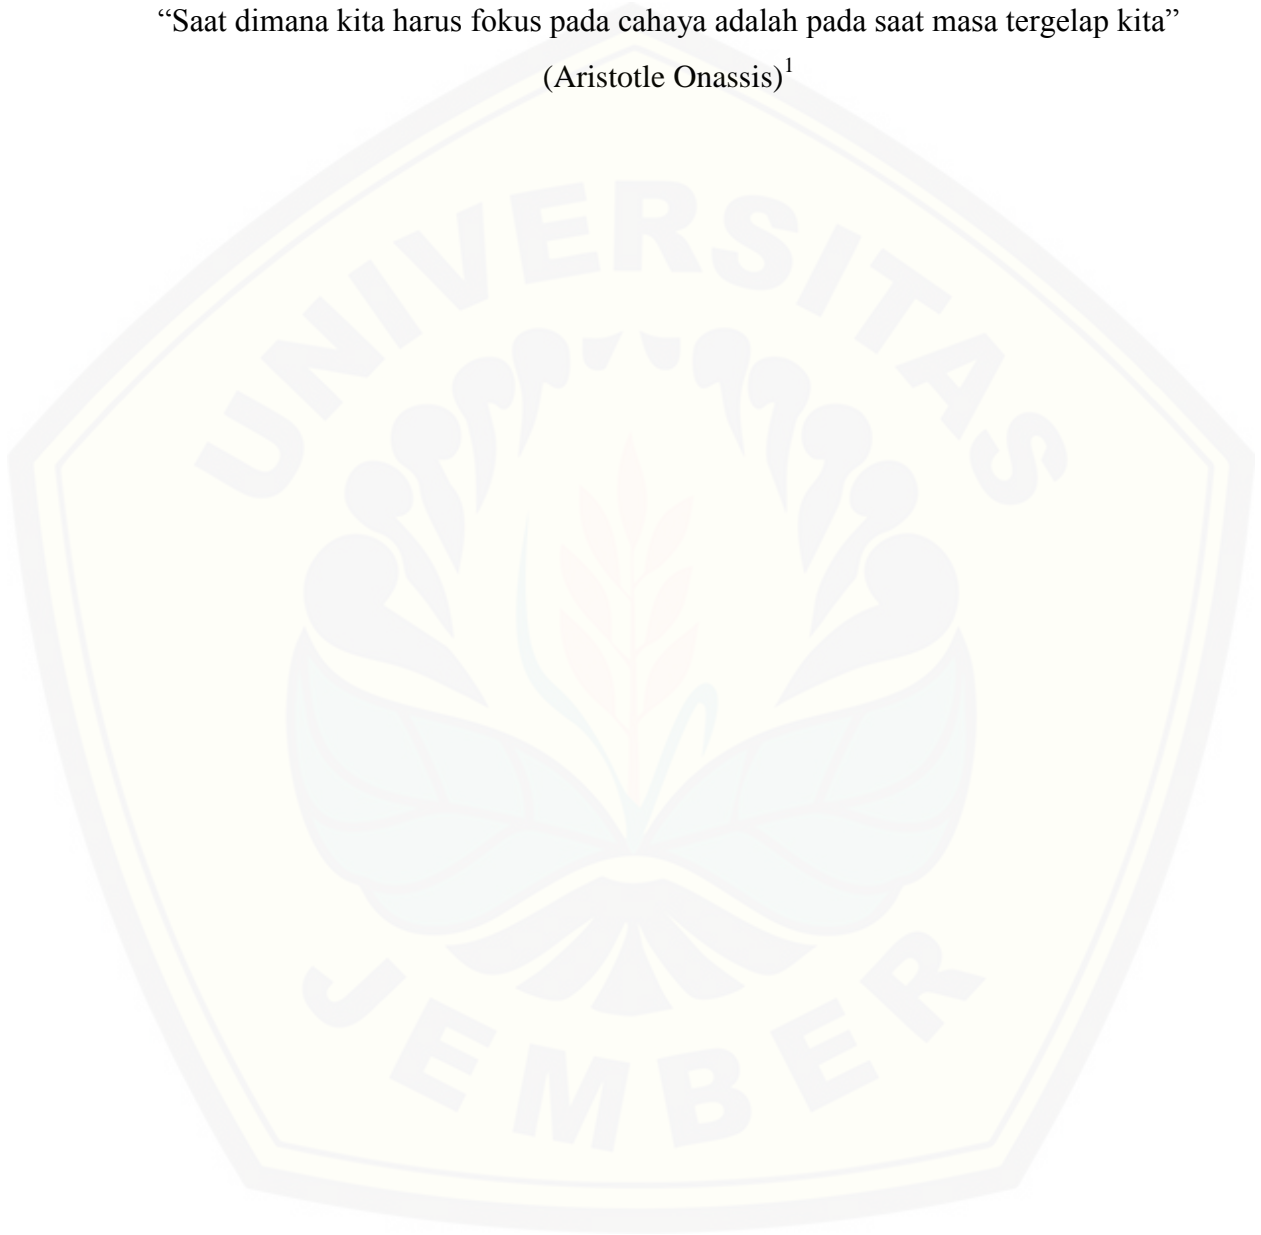 “Saat dimana kita harus fokus pada cahaya adalah pada saat masa tergelap kita”
(Aristotle Onassis)1
UNIVERSITAS
JEMBER